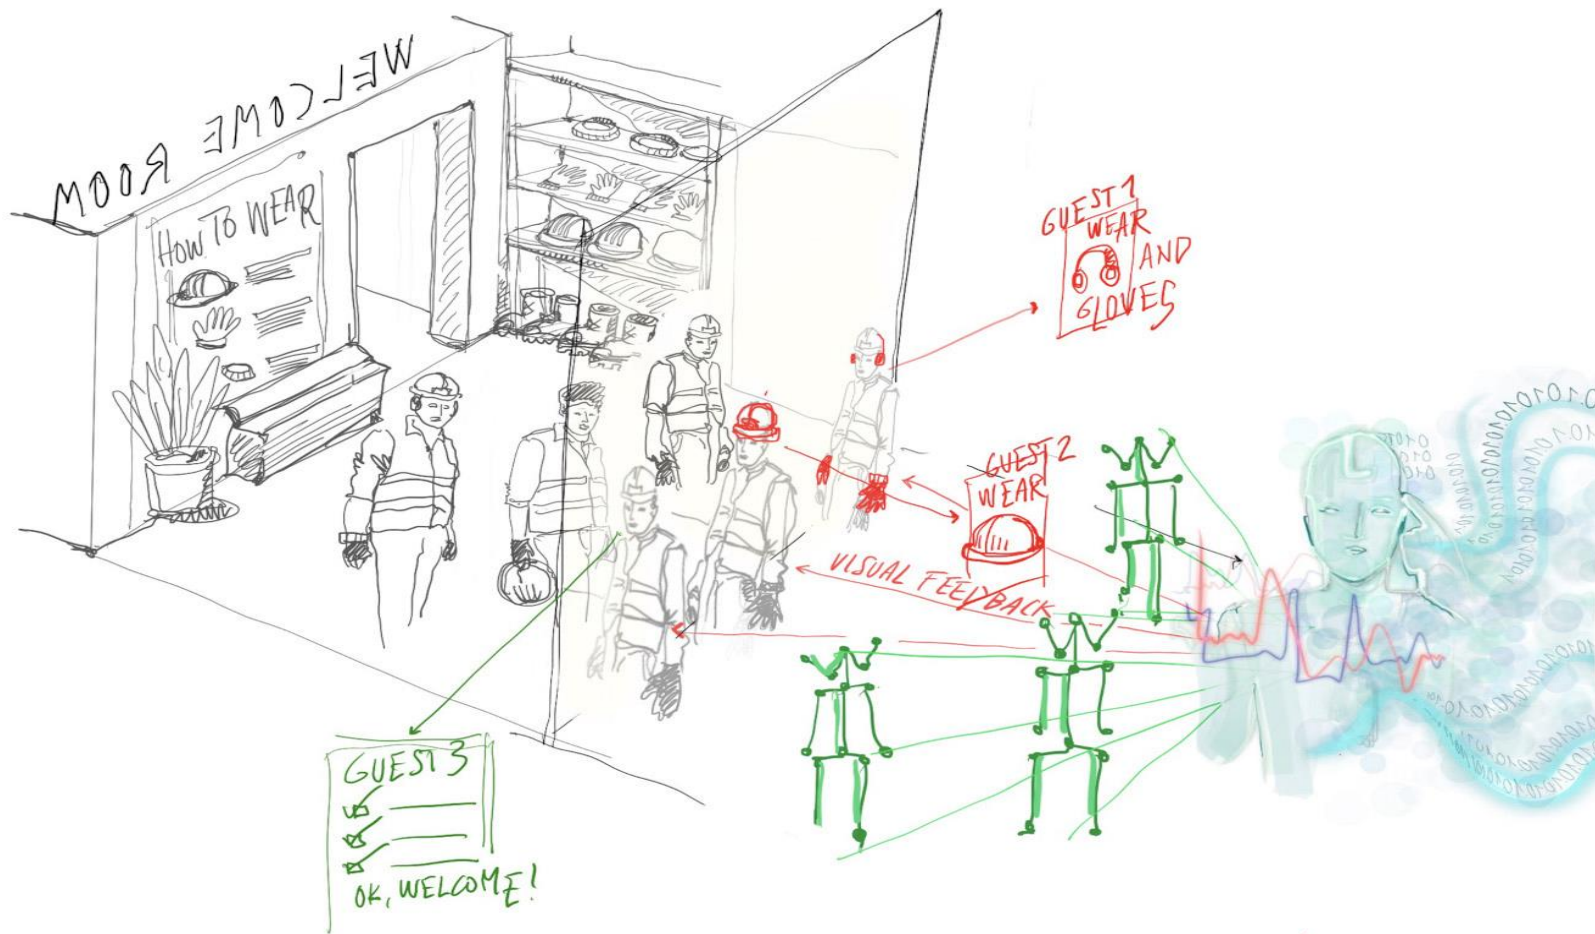 WELCOME ROOM
HOW TO WEAR
GUEST 1
WEAR
AND
GLOVES
GUEST 2
WEAR
VISUAL FEEDBACK
GUEST 3
OK, WELCOME!